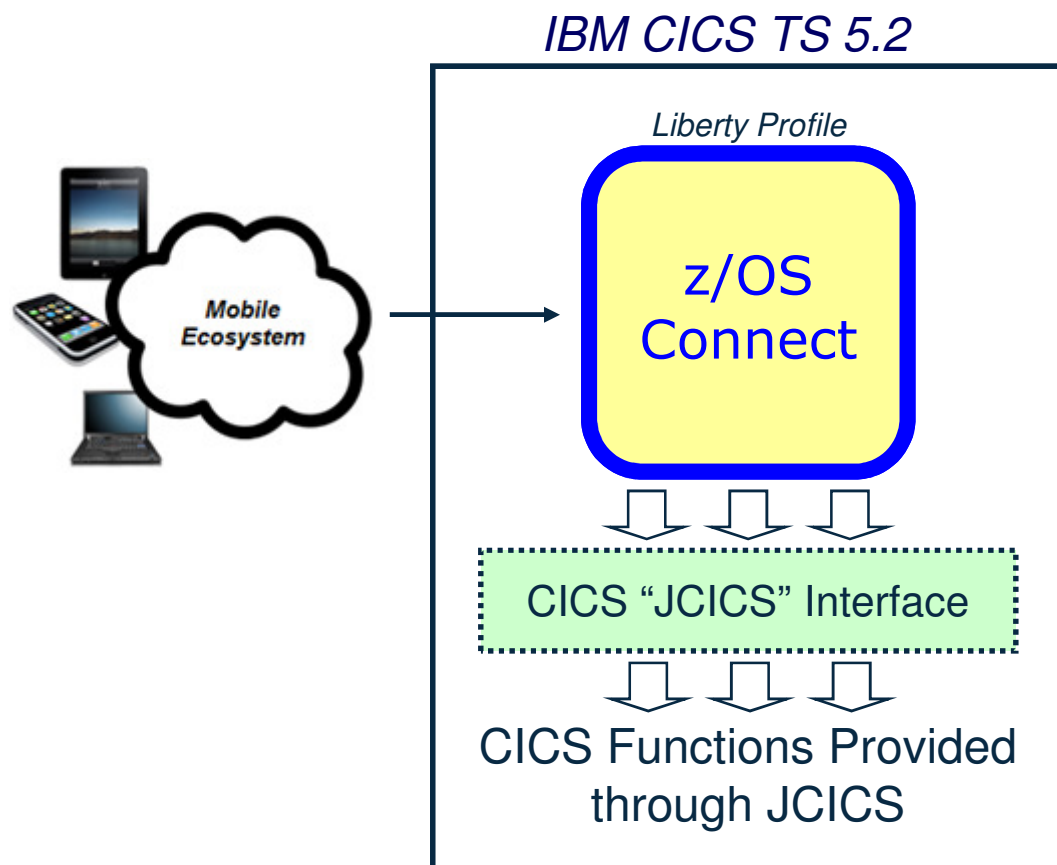 IBM CICS TS 5.2
Liberty Profile
Mobile
Ecosystem
z/OS
Connect
CICS “JCICS” Interface
CICS Functions Provided
through JCICS